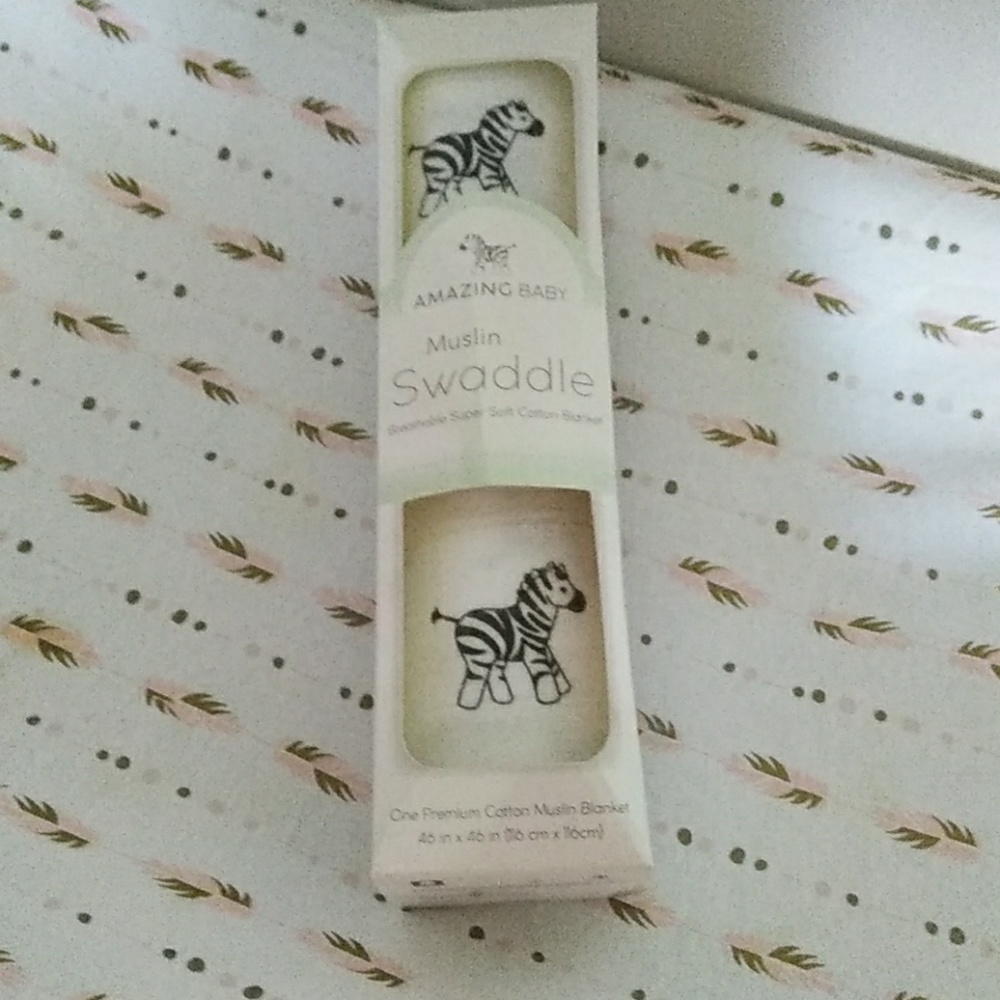 AMAZING BABY
Muslin
Swaddle
Breathable Super Soft Cotton Blanket
One Premium Cotton Muslin Blanket
46 in x 46 in (116 cm x 116cm)